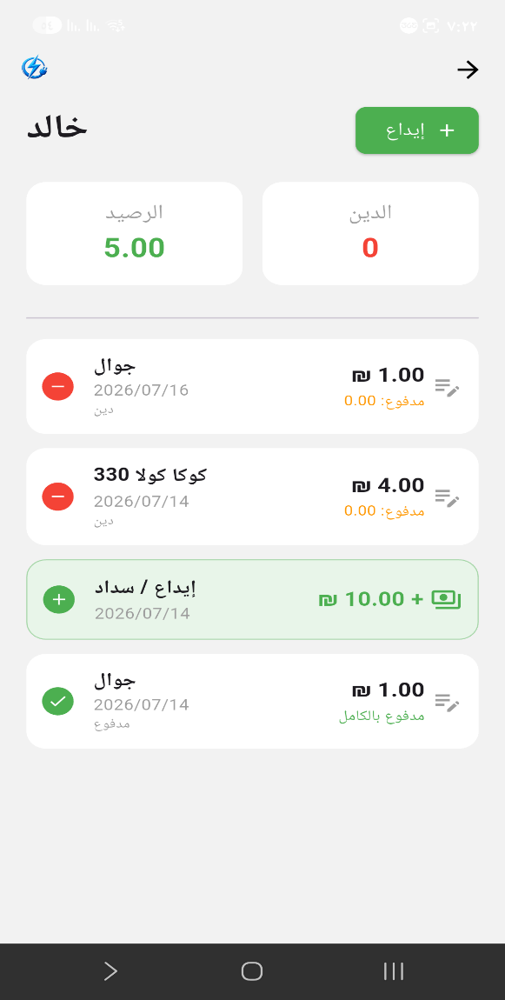 ٧:٢٢
خالد
+ إيداع
الرصيد
5.00
الدين
0
جوال
2026/07/16
دين
₪ 1.00
مدفوع: 0.00
كوكا كولا 330
2026/07/14
دين
₪ 4.00
مدفوع: 0.00
إيداع / سداد
2026/07/14
₪ 10.00 +
جوال
2026/07/14
مدفوع
₪ 1.00
مدفوع بالكامل